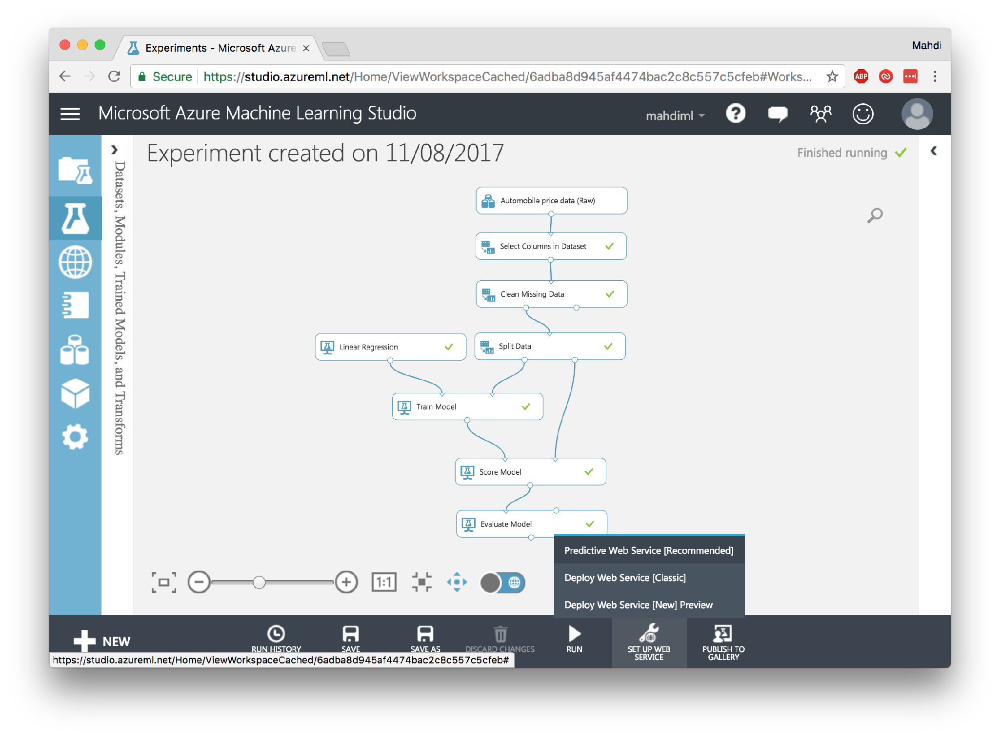 Experiments - Microsoft Azure
Mahdi
Secure
https://studio.azureml.net/Home/ViewWorkspaceCached/6adba8d945af4474bac2c8c557c5cfeb#Works...
ABP
Microsoft Azure Machine Learning Studio
mahdiml
?
Datasets, Modules, Trained Models, and Transforms
Experiment created on 11/08/2017
Finished running
Automobile price data (Raw)
Select Columns in Dataset
Clean Missing Data
Linear Regression
Split Data
Train Model
Score Model
Evaluate Model
Predictive Web Service [Recommended]
Deploy Web Service [Classic]
Deploy Web Service [New] Preview
1:1
NEW
RUN HISTORY
SAVE
SAVE AS
DISCARD CHANGES
RUN
SET UP WEB
SERVICE
PUBLISH TO
GALLERY
https://studio.azureml.net/Home/ViewWorkspaceCached/6adba8d945af4474bac2c8c557c5cfeb#